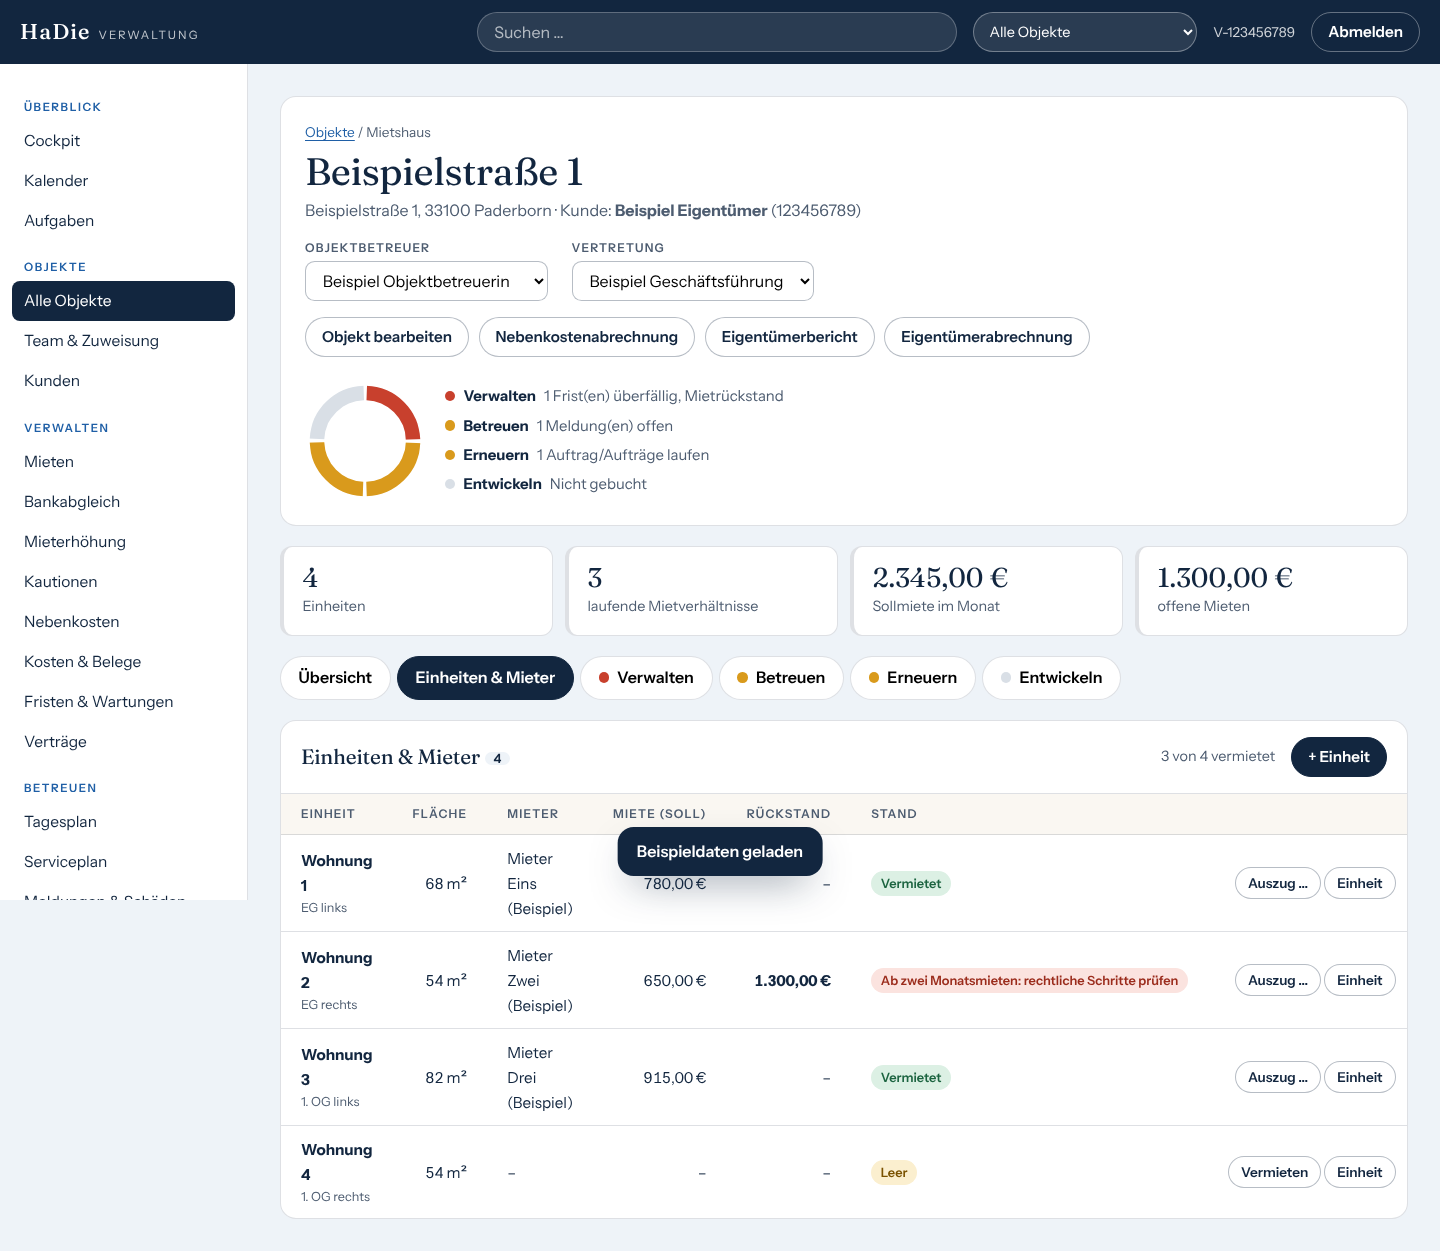 HaDie VERWALTUNG
Suchen ...
Alle Objekte
V-123456789
Abmelden
ÜBERBLICK
Cockpit
Kalender
Aufgaben
OBJEKTE
Alle Objekte
Team & Zuweisung
Kunden
VERWALTEN
Mieten
Bankabgleich
Mieterhöhung
Kautionen
Nebenkosten
Kosten & Belege
Fristen & Wartungen
Verträge
BETREUEN
Tagesplan
Serviceplan
Meldungen & Schäden
Objekte / Mietshaus
Beispielstraße 1
Beispielstraße 1, 33100 Paderborn · Kunde: Beispiel Eigentümer (123456789)
OBJEKTBETREUER
VERTRETUNG
Beispiel Objektbetreuerin
Beispiel Geschäftsführung
Objekt bearbeiten
Nebenkostenabrechnung
Eigentümerbericht
Eigentümerabrechnung
Verwalten 1 Frist(en) überfällig, Mietrückstand
Betreuen 1 Meldung(en) offen
Erneuern 1 Auftrag/Aufträge laufen
Entwickeln Nicht gebucht
4
Einheiten
3
laufende Mietverhältnisse
2.345,00 €
Sollmiete im Monat
1.300,00 €
offene Mieten
Übersicht
Einheiten & Mieter
Verwalten
Betreuen
Erneuern
Entwickeln
Einheiten & Mieter 4
3 von 4 vermietet
+ Einheit
EINHEIT FLÄCHE MIETER MIETE (SOLL) RÜCKSTAND STAND
Beispieldaten geladen
Wohnung
1
EG links
68 m²
Mieter
Eins
(Beispiel)
780,00 €
–
Vermietet
Auszug ...
Einheit
Wohnung
2
EG rechts
54 m²
Mieter
Zwei
(Beispiel)
650,00 €
1.300,00 €
Ab zwei Monatsmieten: rechtliche Schritte prüfen
Auszug ...
Einheit
Wohnung
3
1. OG links
82 m²
Mieter
Drei
(Beispiel)
915,00 €
–
Vermietet
Auszug ...
Einheit
Wohnung
4
1. OG rechts
54 m²
–
–
–
Leer
Vermieten
Einheit